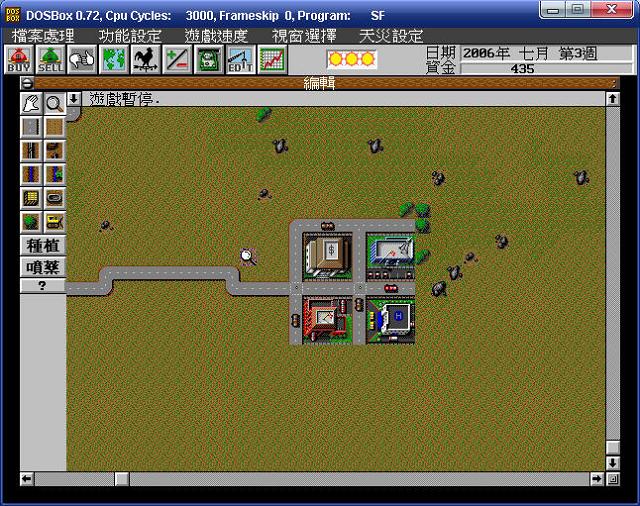 DOSBox 0.72, Cpu Cycles: 3000, Frameskip 0, Program: SF
檔案處理 功能設定 遊戲速度 視窗選擇 天災設定
BUY SELL EDIT 日期 2006年 七月 第3週
資金 435
編輯
遊戲暫停.
種植
噴藥
?
$
H